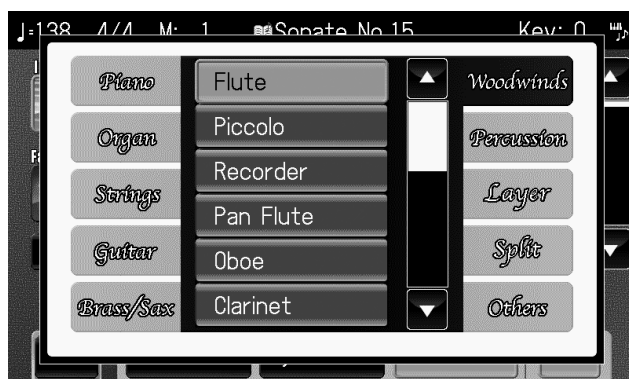 ♩=138 4/4 M: 1 Sonate No.15 Key: 0
Piano
Organ
Strings
Guitar
Brass/Sax
Flute
Piccolo
Recorder
Pan Flute
Oboe
Clarinet
Woodwinds
Percussion
Layer
Split
Others